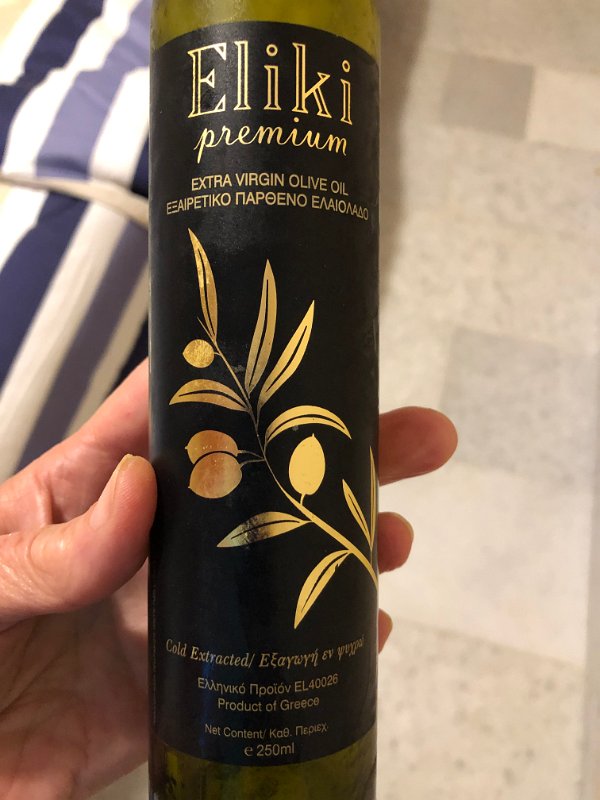 Eliki
premium
EXTRA VIRGIN OLIVE OIL
ΕΞΑΙΡΕΤΙΚΟ ΠΑΡΘΕΝΟ ΕΛΑΙΟΛΑΔΟ
Cold Extracted/ Εξαγωγή εν ψυχρώ
Ελληνικό Προϊόν EL40026
Product of Greece
Net Content/ Καθ. Περιεχ.
e 250ml